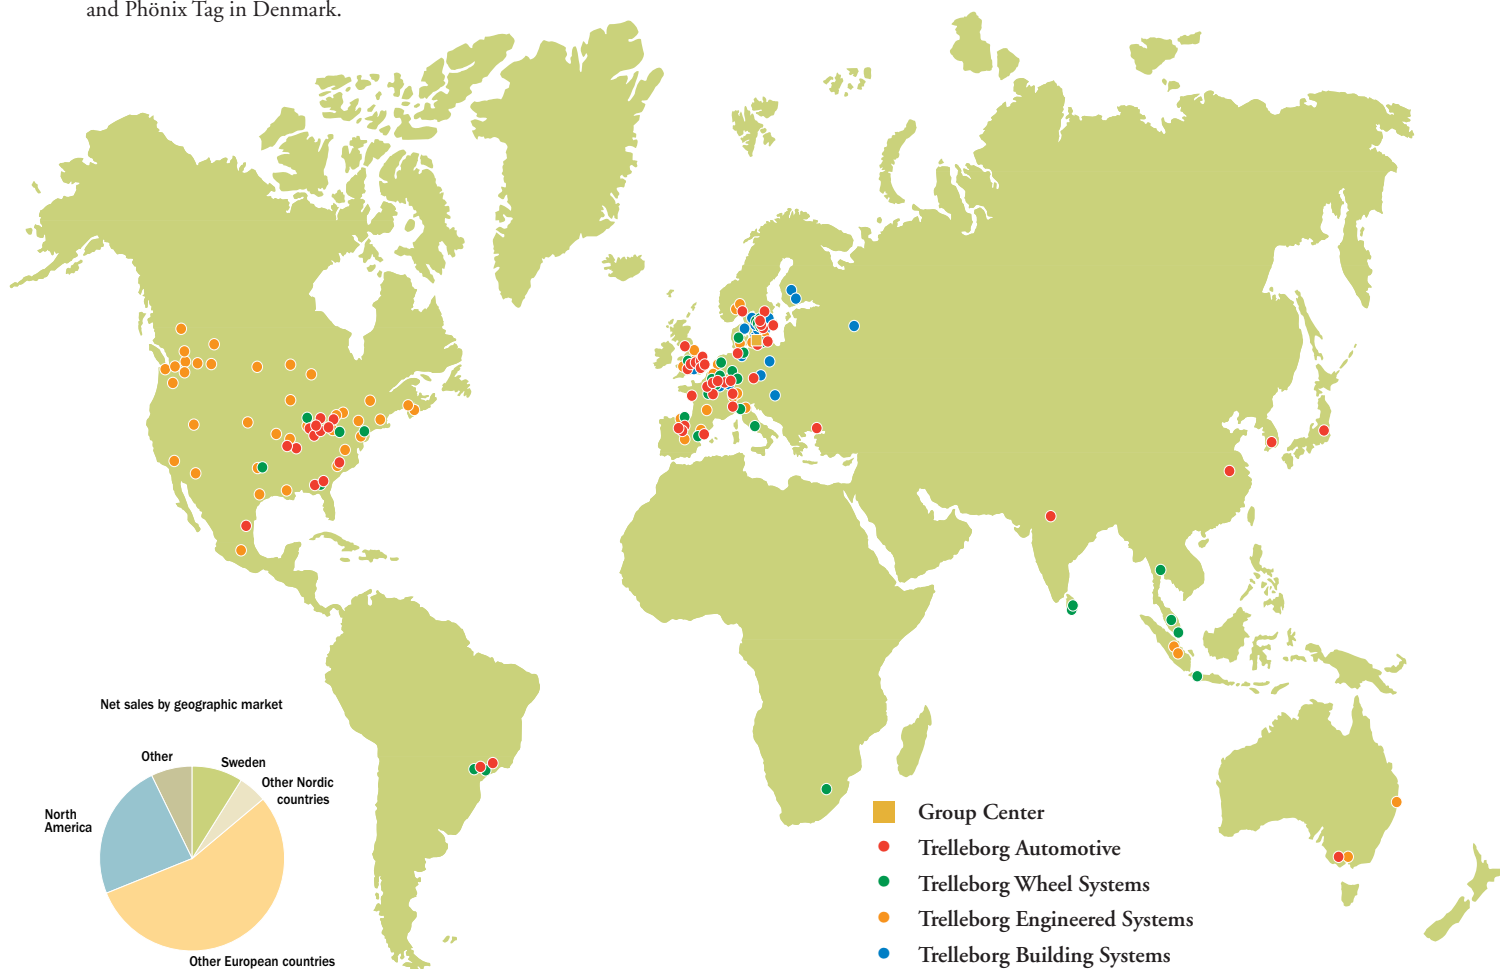 and Phönix Tag in Denmark.
Net sales by geographic market
Other
Sweden
Other Nordic
countries
North
America
Other European countries
Group Center
Trelleborg Automotive
Trelleborg Wheel Systems
Trelleborg Engineered Systems
Trelleborg Building Systems